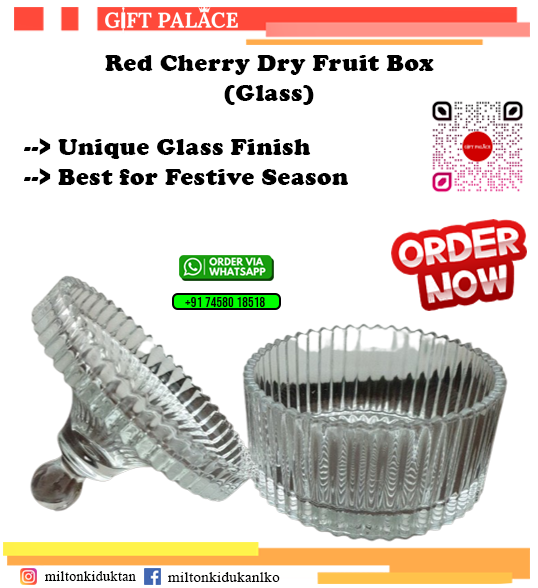 GIFT PALACE
Red Cherry Dry Fruit Box
(Glass)
--> Unique Glass Finish
--> Best for Festive Season
GIFT PALACE
ORDER NOW
ORDER VIA
WHATSAPP
+91 74580 18518
miltonkiduktan
miltonkidukanlko